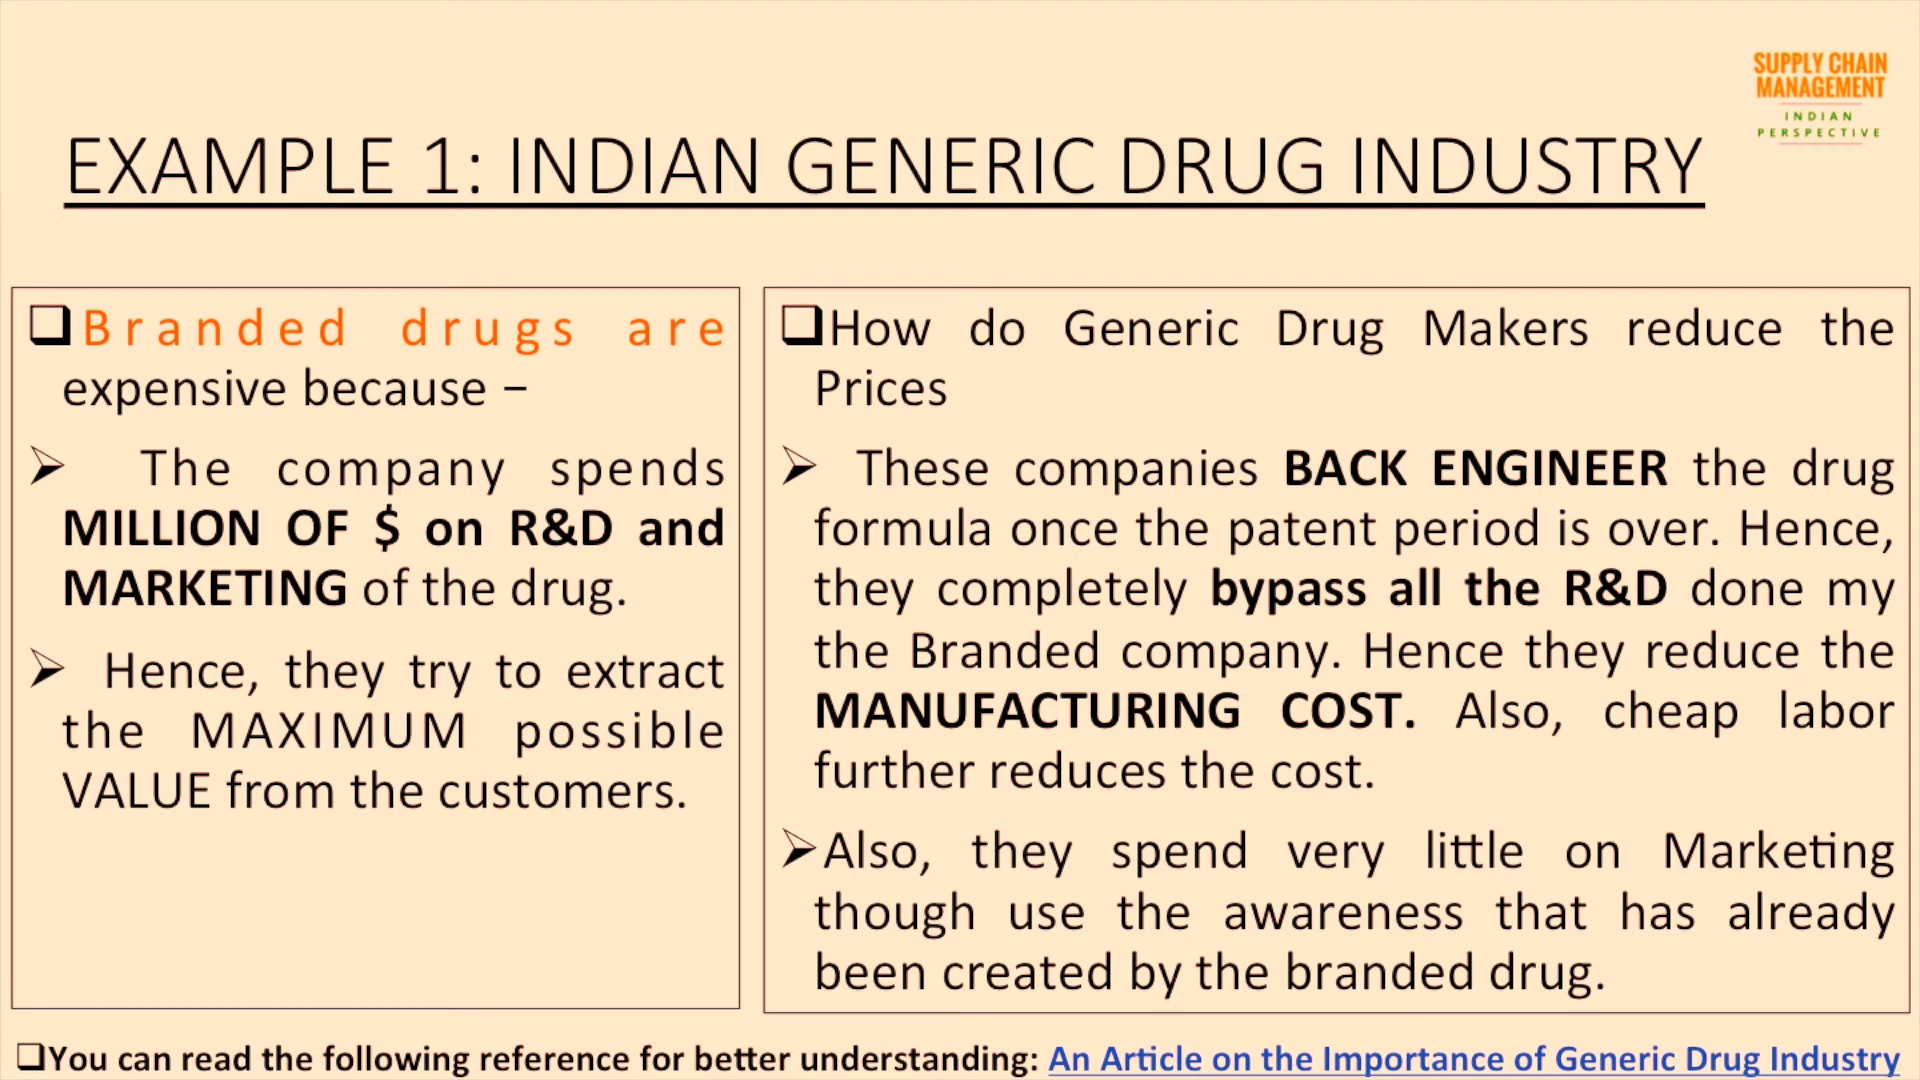 SUPPLY CHAIN
MANAGEMENT
INDIAN
PERSPECTIVE
EXAMPLE 1: INDIAN GENERIC DRUG INDUSTRY
❑Branded drugs are
expensive because –
➢ The company spends
MILLION OF $ on R&D and
MARKETING of the drug.
➢ Hence, they try to extract
the MAXIMUM possible
VALUE from the customers.
❑How do Generic Drug Makers reduce the
Prices
➢ These companies BACK ENGINEER the drug
formula once the patent period is over. Hence,
they completely bypass all the R&D done my
the Branded company. Hence they reduce the
MANUFACTURING COST. Also, cheap labor
further reduces the cost.
➢Also, they spend very little on Marketing
though use the awareness that has already
been created by the branded drug.
❑You can read the following reference for better understanding: An Article on the Importance of Generic Drug Industry